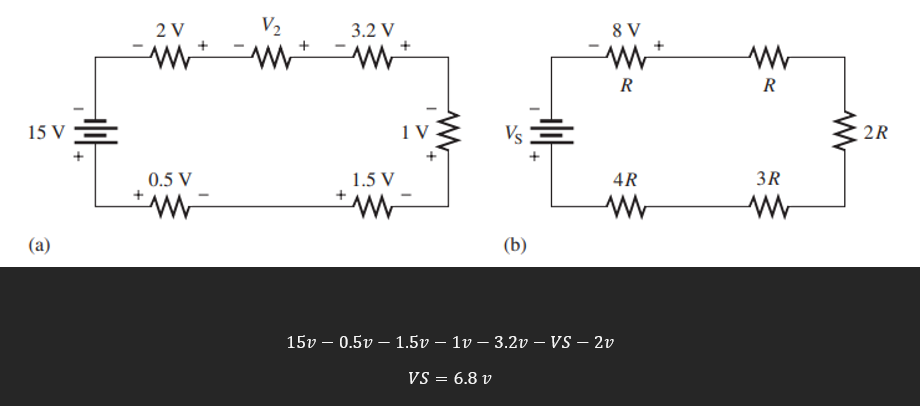 2 V V₂ 3.2 V 8 V
− + − + − + − +
R R
− − −
15 V 1 V V_S 2R
+ + +
0.5 V 1.5 V 4R 3R
+ − + −
(a) (b)
15v − 0.5v − 1.5v − 1v − 3.2v − VS − 2v
VS = 6.8 v